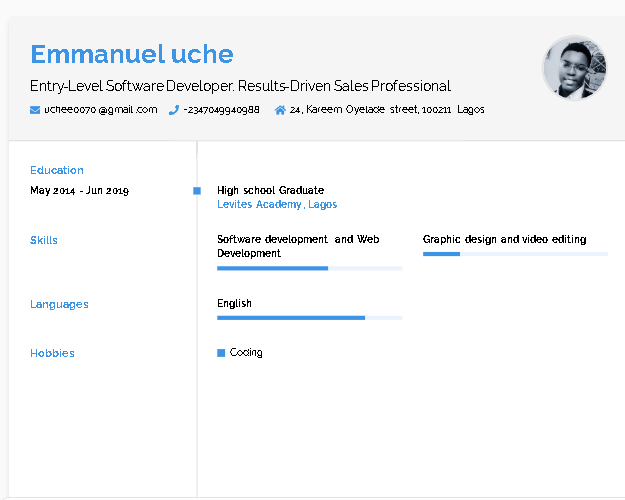 Emmanuel uche
Entry-Level Software Developer. Results-Driven Sales Professional
uchee0070@gmail.com -2347049940988 24, Kareem Oyelade street, 100211 Lagos
Education
May 2014 - Jun 2019
High school Graduate
Levites Academy, Lagos
Skills
Software development and Web
Development
Graphic design and video editing
Languages
English
Hobbies
Coding